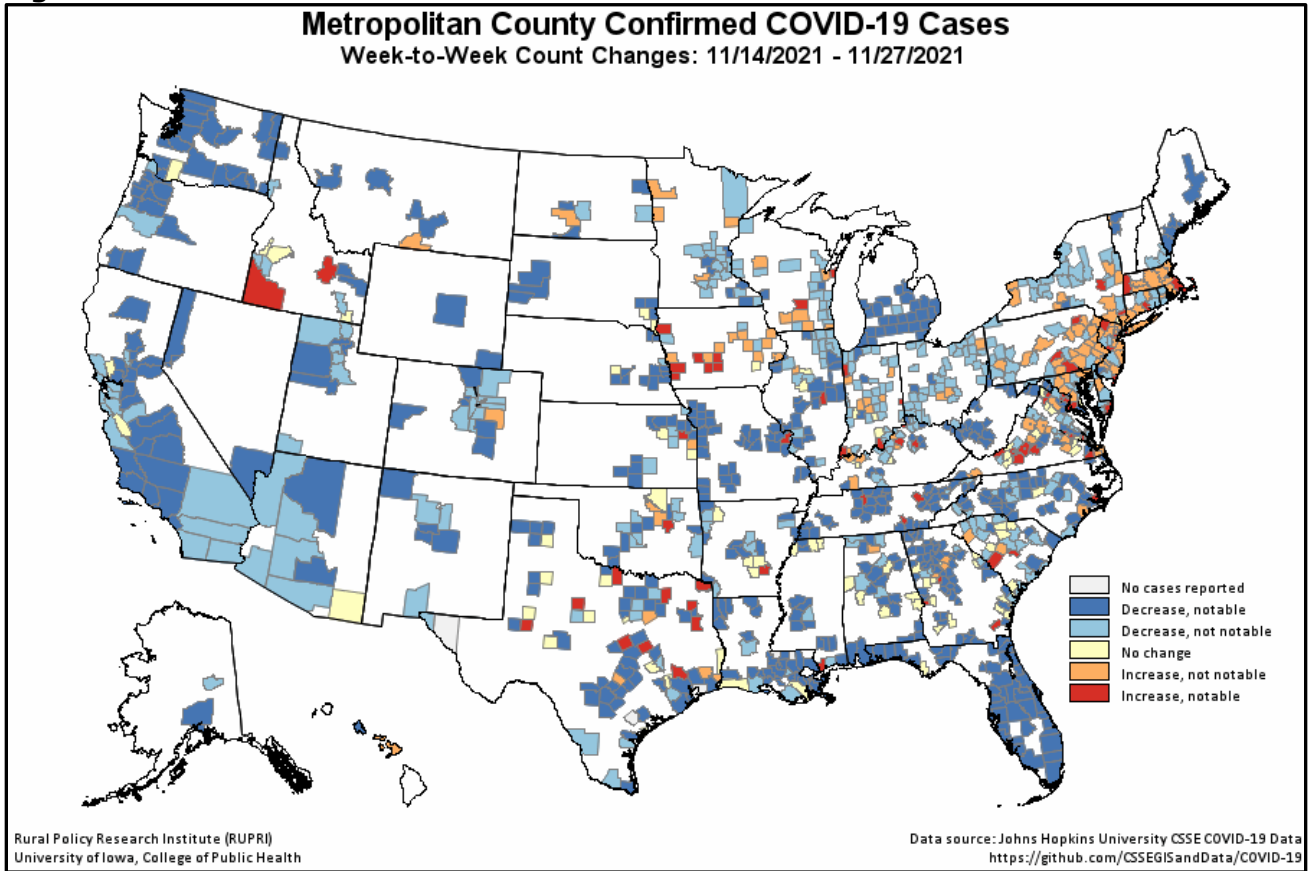 Metropolitan County Confirmed COVID-19 Cases
Week-to-Week Count Changes: 11/14/2021 - 11/27/2021
No cases reported
Decrease, notable
Decrease, not notable
No change
Increase, not notable
Increase, notable
Rural Policy Research Institute (RUPRI)
University of Iowa, College of Public Health
Data source: Johns Hopkins University CSSE COVID-19 Data
https://github.com/CSSEGISandData/COVID-19